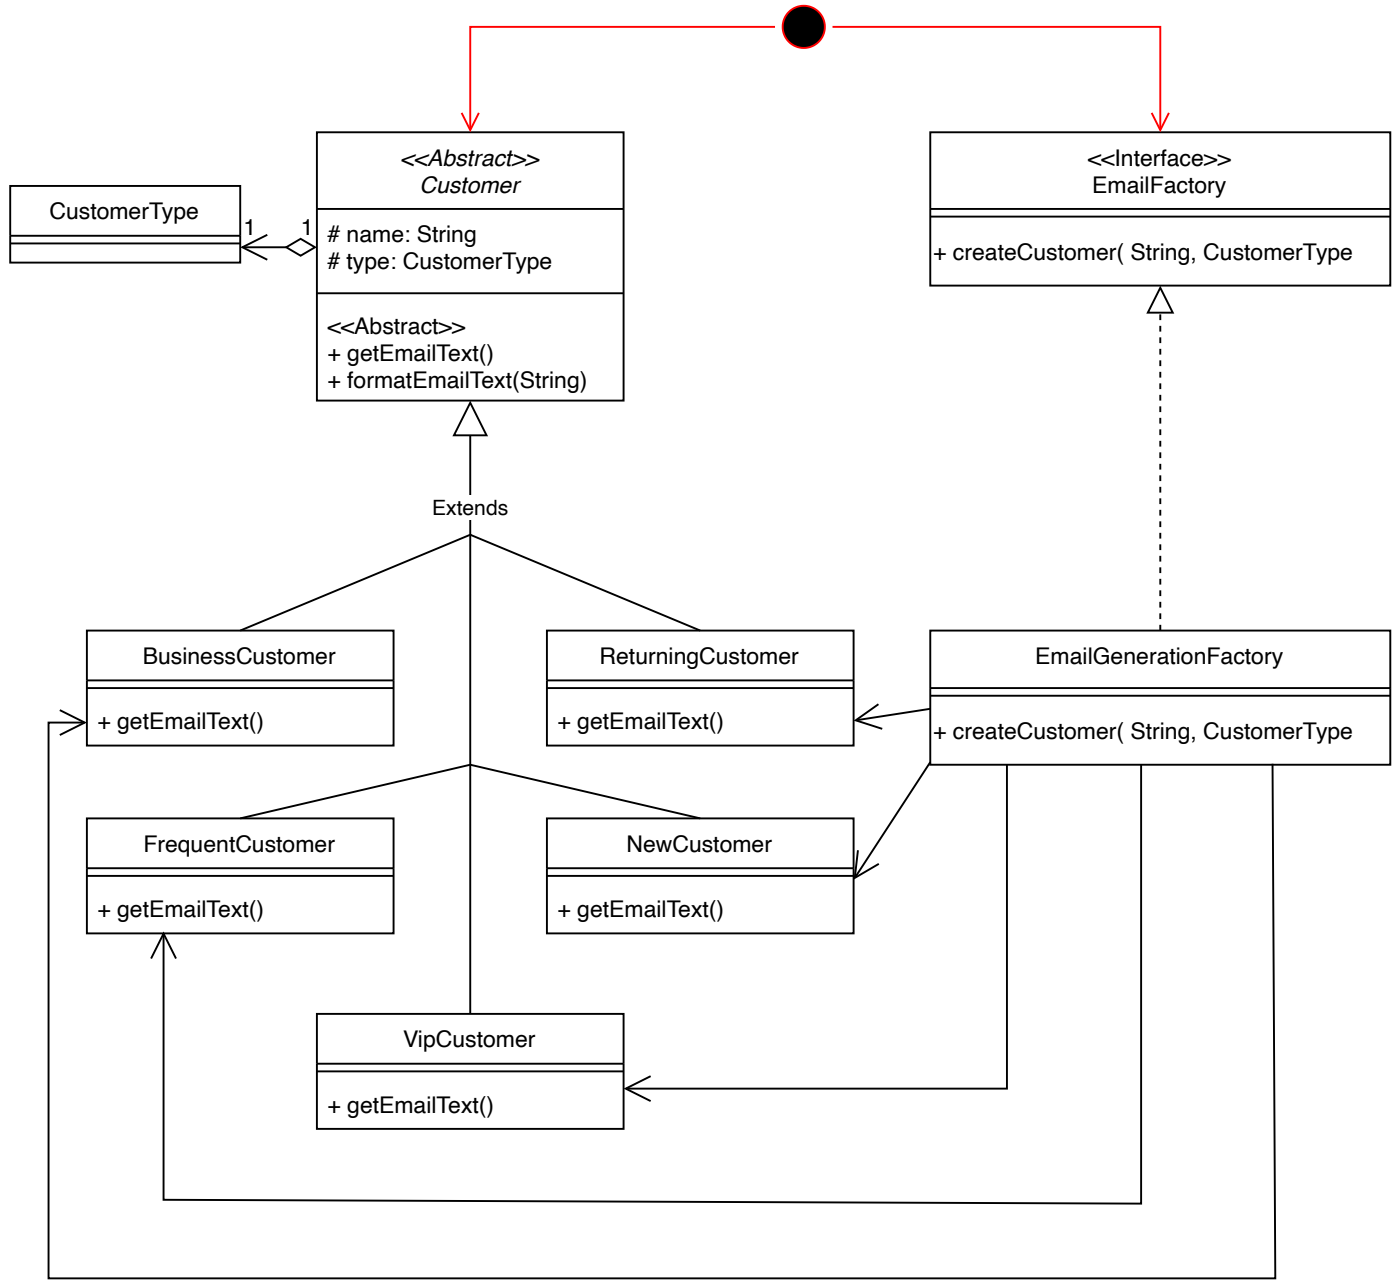 <<Abstract>>
Customer
# name: String
# type: CustomerType
<<Abstract>>
+ getEmailText()
+ formatEmailText(String)
CustomerType
1
1
<<Interface>>
EmailFactory
+ createCustomer( String, CustomerType
Extends
BusinessCustomer
+ getEmailText()
ReturningCustomer
+ getEmailText()
EmailGenerationFactory
+ createCustomer( String, CustomerType
FrequentCustomer
+ getEmailText()
NewCustomer
+ getEmailText()
VipCustomer
+ getEmailText()